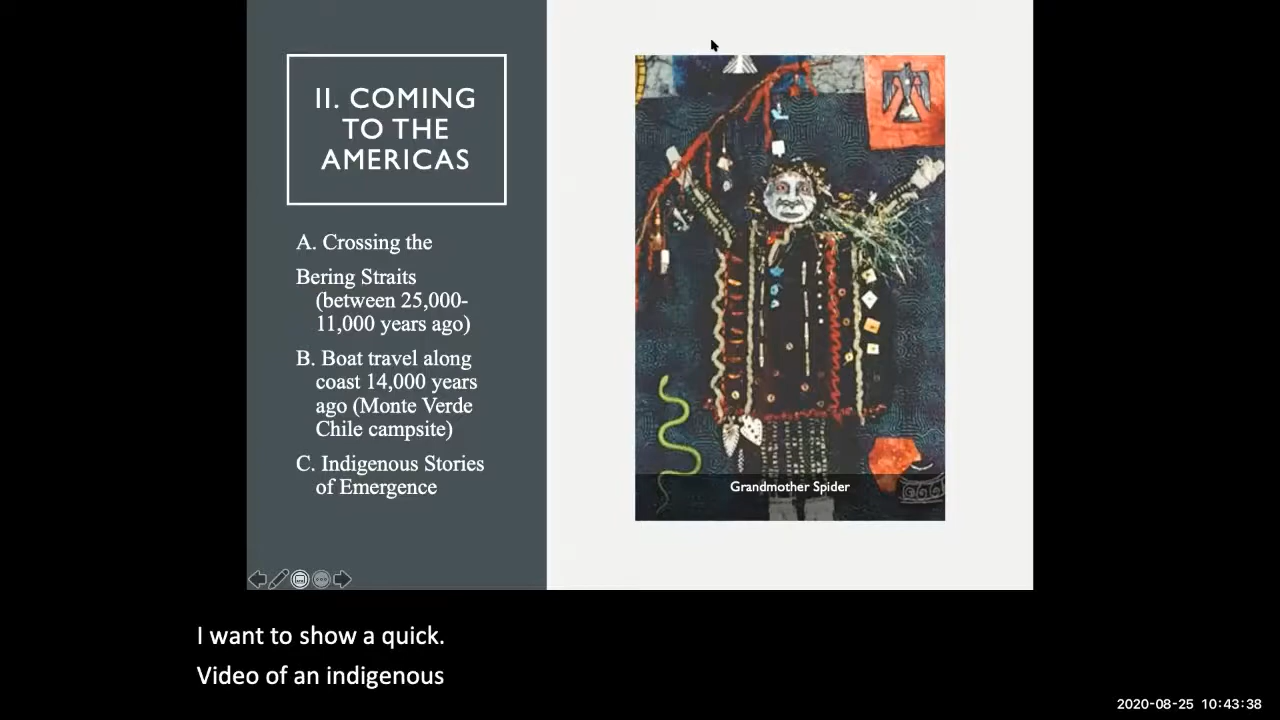 II. COMING
TO THE
AMERICAS
A. Crossing the
Bering Straits
(between 25,000-
11,000 years ago)
B. Boat travel along
coast 14,000 years
ago (Monte Verde
Chile campsite)
C. Indigenous Stories
of Emergence
Grandmother Spider
I want to show a quick.
Video of an indigenous
2020-08-25 10:43:38